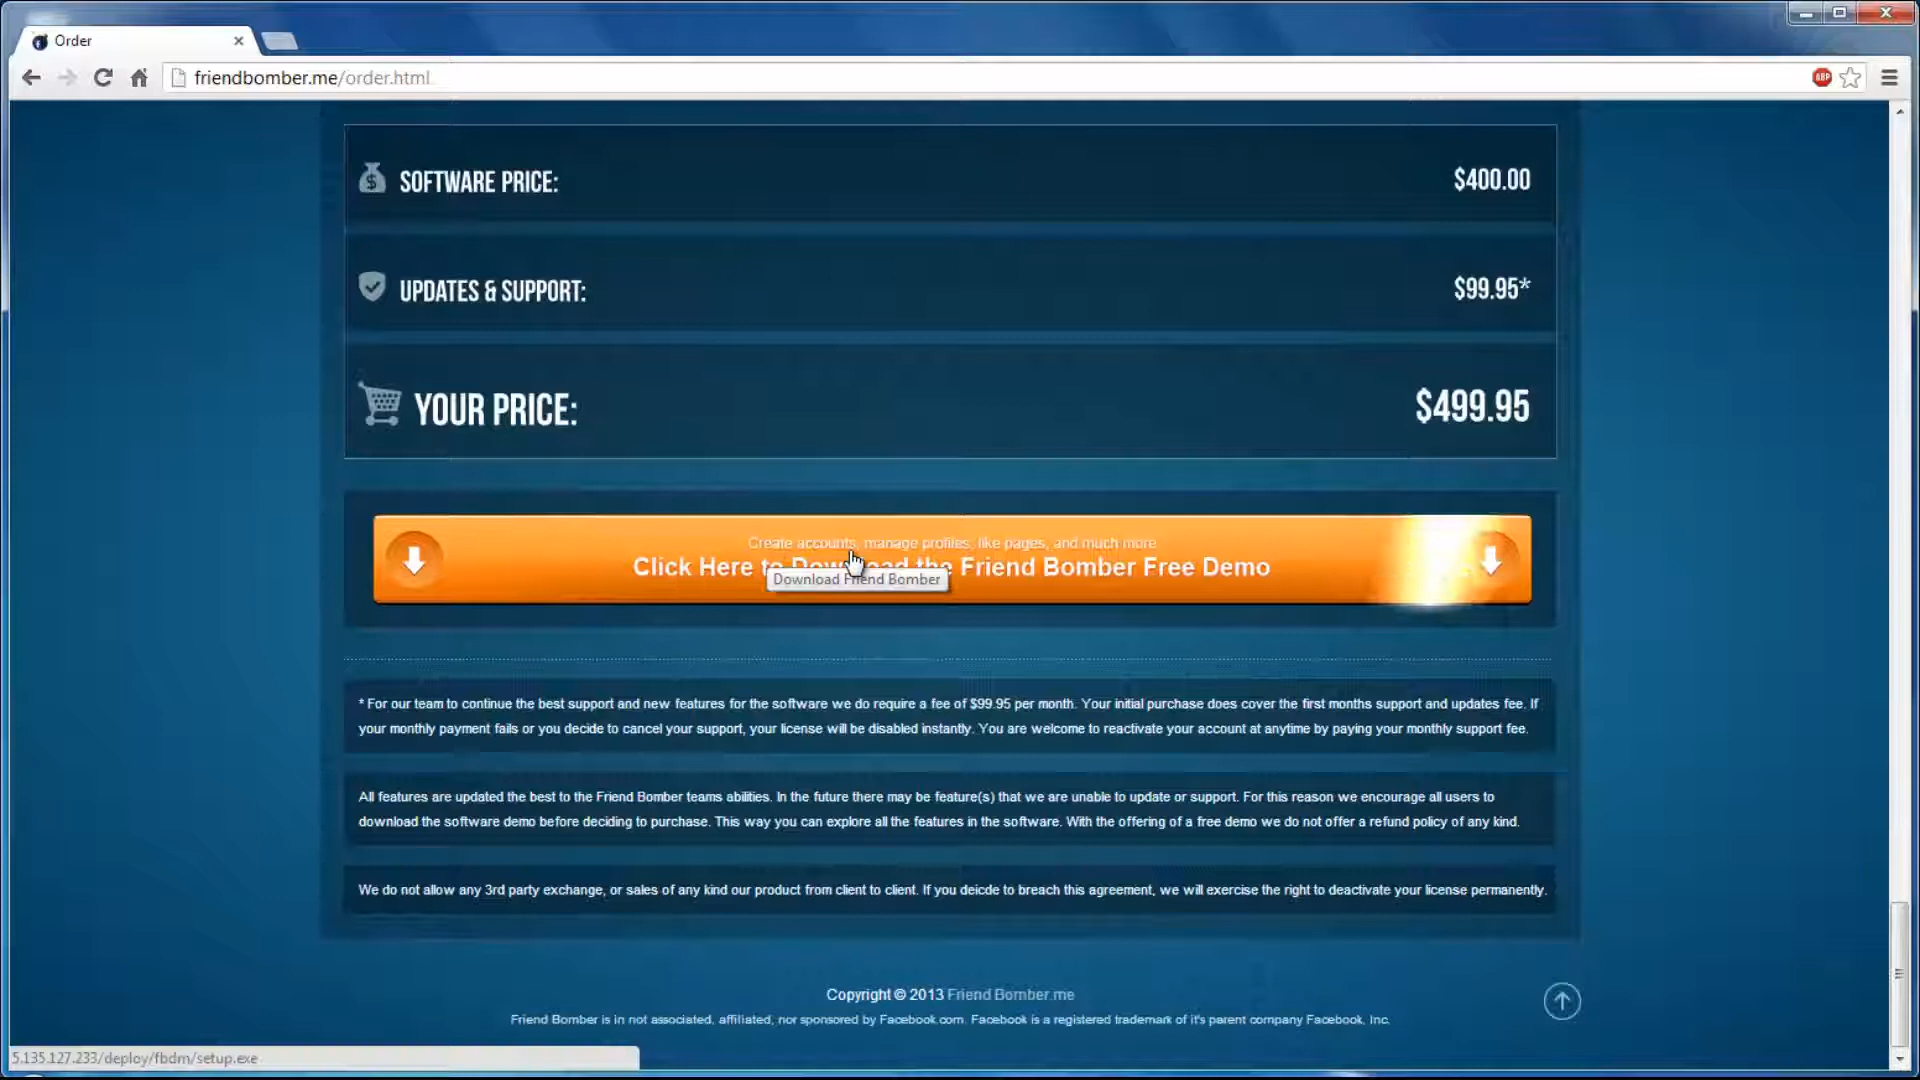 Order
friendbomber.me/order.html
ABP
SOFTWARE PRICE:
$400.00
UPDATES & SUPPORT:
$99.95*
YOUR PRICE:
$499.95
Create accounts, manage profiles, like pages, and much more
Click Here to Download the Friend Bomber Free Demo
Download Friend Bomber
* For our team to continue the best support and new features for the software we do require a fee of $99.95 per month. Your initial purchase does cover the first months support and updates fee. If
your monthly payment fails or you decide to cancel your support, your license will be disabled instantly. You are welcome to reactivate your account at anytime by paying your monthly support fee.
All features are updated the best to the Friend Bomber teams abilities. In the future there may be feature(s) that we are unable to update or support. For this reason we encourage all users to
download the software demo before deciding to purchase. This way you can explore all the features in the software. With the offering of a free demo we do not offer a refund policy of any kind.
We do not allow any 3rd party exchange, or sales of any kind our product from client to client. If you deicde to breach this agreement, we will exercise the right to deactivate your license permanently.
Copyright © 2013 Friend Bomber.me
Friend Bomber is in not associated, affiliated, nor sponsored by Facebook.com. Facebook is a registered trademark of it's parent company Facebook, Inc.
5.135.127.233/deploy/fbdm/setup.exe